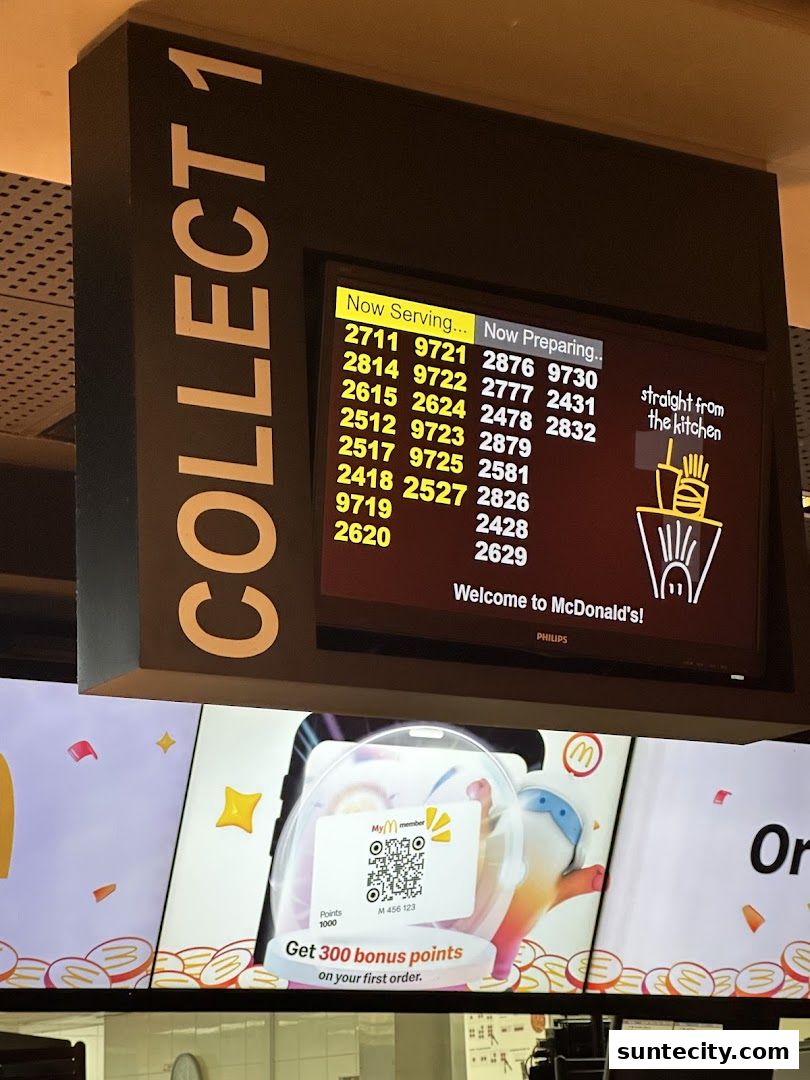 COLLECT 1
Now Serving... Now Preparing..
2711 9721 2876 9730
2814 9722 2777 2431
2615 2624 2478 2832
2512 9723 2879
2517 9725 2581
2418 2527 2826
9719 2428
2620 2629
straight from
the kitchen
Welcome to McDonald's!
PHILIPS
My member
Points
1000
M 456 123
Get 300 bonus points
on your first order.
Or
suntecity.com